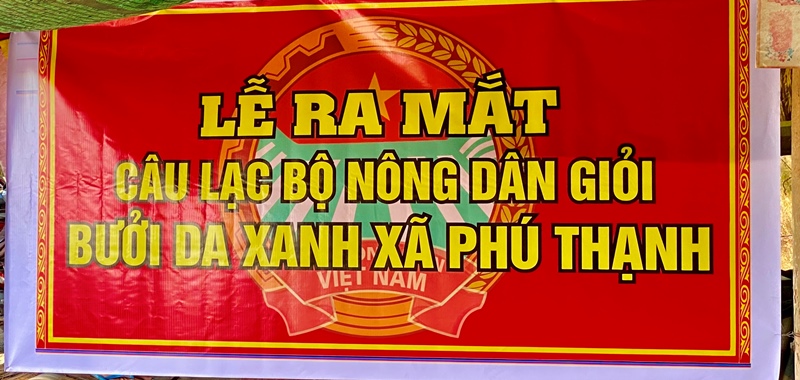 LỄ RA MẮT
CÂU LẠC BỘ NÔNG DÂN GIỎI
BƯỞI DA XANH XÃ PHÚ THẠNH
VIỆT NAM